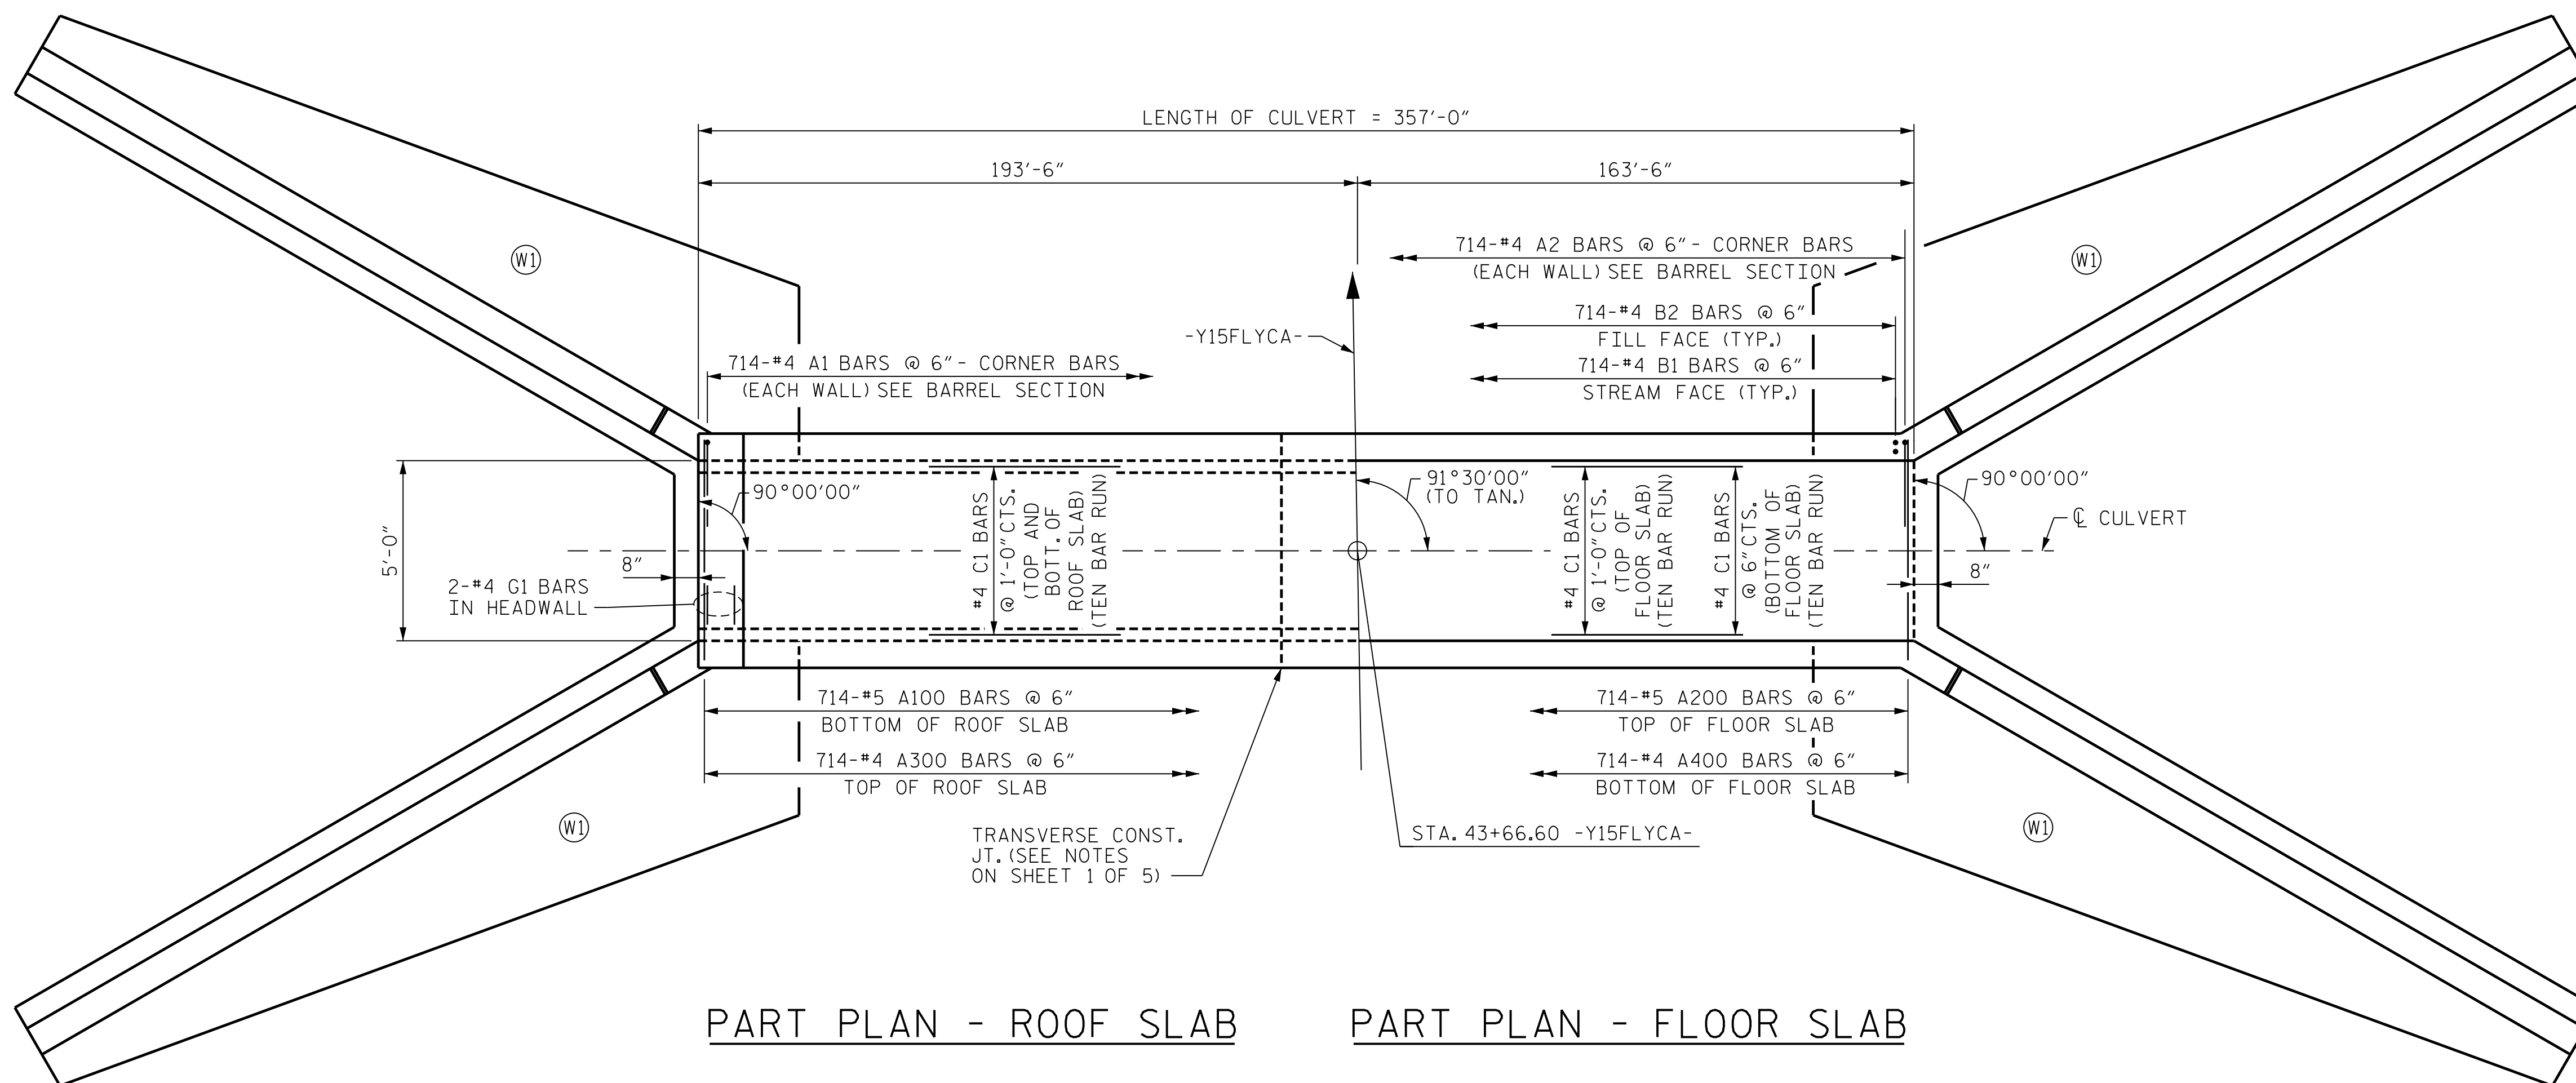 LENGTH OF CULVERT = 357'-0"
193'-6"
163'-6"
714-#4 A2 BARS @ 6"- CORNER BARS
(EACH WALL) SEE BARREL SECTION
W1
W1
714-#4 B2 BARS @ 6"
FILL FACE (TYP.)
-Y15FLYCA-
714-#4 A1 BARS @ 6"- CORNER BARS
(EACH WALL) SEE BARREL SECTION
714-#4 B1 BARS @ 6"
STREAM FACE (TYP.)
5'-0"
90°00'00"
8"
2-#4 G1 BARS
IN HEADWALL
#4 C1 BARS
@ 1'-0" CTS.
(TOP AND
BOTT. OF
ROOF SLAB)
(TEN BAR RUN)
91°30'00"
(TO TAN.)
#4 C1 BARS
@ 1'-0" CTS.
(TOP OF
FLOOR SLAB)
(TEN BAR RUN)
#4 C1 BARS
@ 6" CTS.
(BOTTOM OF
FLOOR SLAB)
(TEN BAR RUN)
90°00'00"
℄ CULVERT
8"
714-#5 A100 BARS @ 6"
BOTTOM OF ROOF SLAB
714-#5 A200 BARS @ 6"
TOP OF FLOOR SLAB
714-#4 A300 BARS @ 6"
TOP OF ROOF SLAB
714-#4 A400 BARS @ 6"
BOTTOM OF FLOOR SLAB
W1
W1
TRANSVERSE CONST.
JT. (SEE NOTES
ON SHEET 1 OF 5)
STA. 43+66.60 -Y15FLYCA-
PART PLAN - ROOF SLAB
PART PLAN - FLOOR SLAB